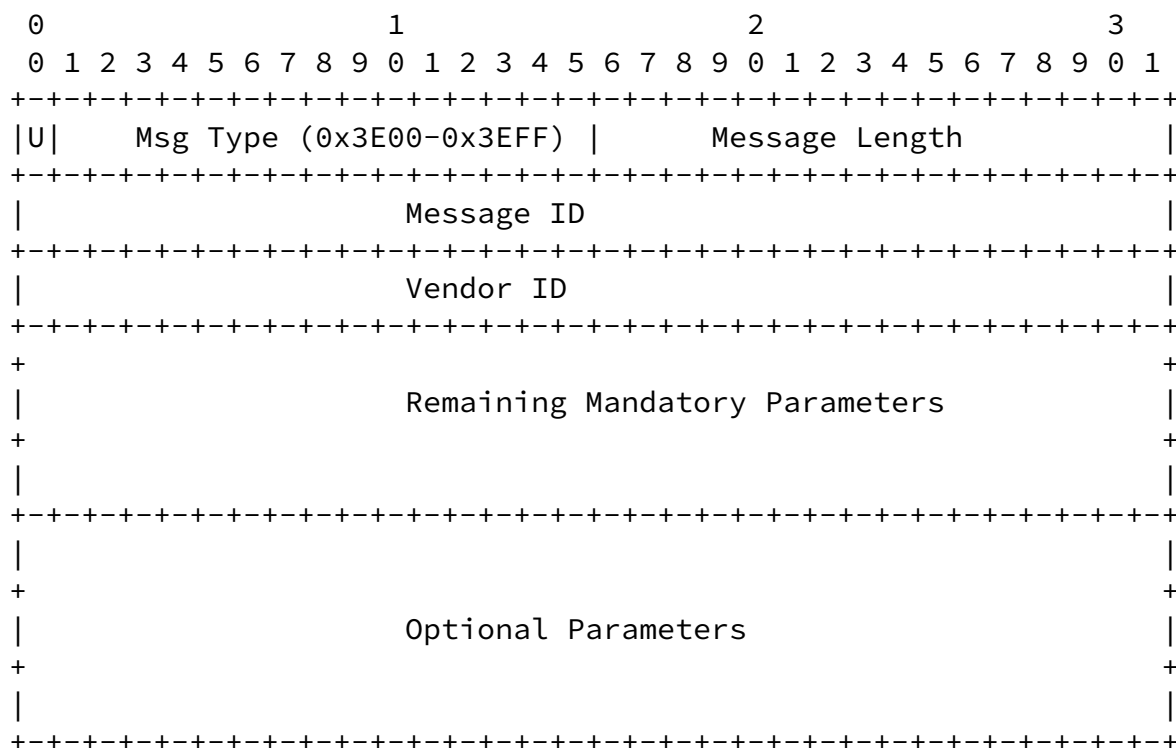 0                   1                   2                   3
 0 1 2 3 4 5 6 7 8 9 0 1 2 3 4 5 6 7 8 9 0 1 2 3 4 5 6 7 8 9 0 1
+-+-+-+-+-+-+-+-+-+-+-+-+-+-+-+-+-+-+-+-+-+-+-+-+-+-+-+-+-+-+-+-+
|U|    Msg Type (0x3E00-0x3EFF) |      Message Length           |
+-+-+-+-+-+-+-+-+-+-+-+-+-+-+-+-+-+-+-+-+-+-+-+-+-+-+-+-+-+-+-+-+
|                     Message ID                                |
+-+-+-+-+-+-+-+-+-+-+-+-+-+-+-+-+-+-+-+-+-+-+-+-+-+-+-+-+-+-+-+-+
|                     Vendor ID                                 |
+-+-+-+-+-+-+-+-+-+-+-+-+-+-+-+-+-+-+-+-+-+-+-+-+-+-+-+-+-+-+-+-+
+                                                               +
|                     Remaining Mandatory Parameters            |
+                                                               +
|                                                               |
+-+-+-+-+-+-+-+-+-+-+-+-+-+-+-+-+-+-+-+-+-+-+-+-+-+-+-+-+-+-+-+-+
|                                                               |
+                                                               +
|                     Optional Parameters                       |
+                                                               +
|                                                               |
+-+-+-+-+-+-+-+-+-+-+-+-+-+-+-+-+-+-+-+-+-+-+-+-+-+-+-+-+-+-+-+-+